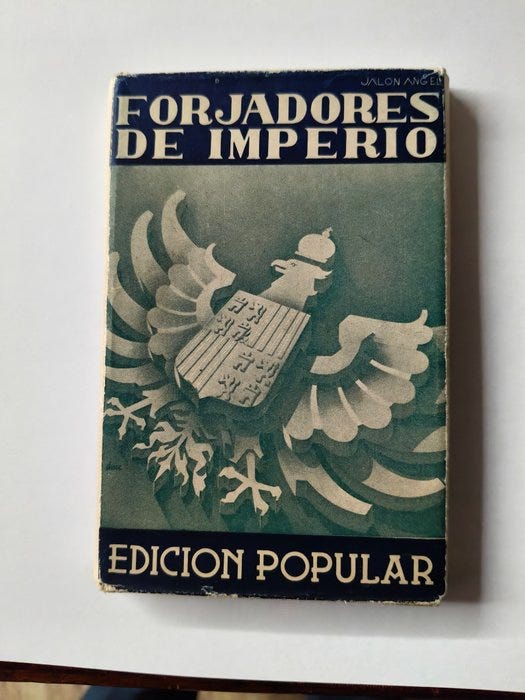 JALON ANGEL
FORJADORES
DE IMPERIO
EDICION POPULAR